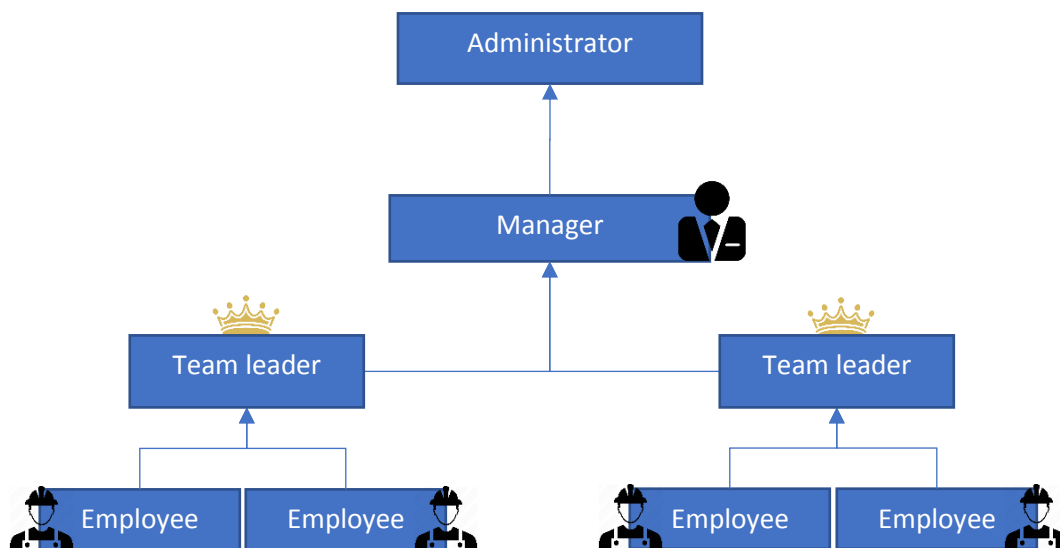 Administrator
Manager
Team leader
Team leader
Employee
Employee
Employee
Employee